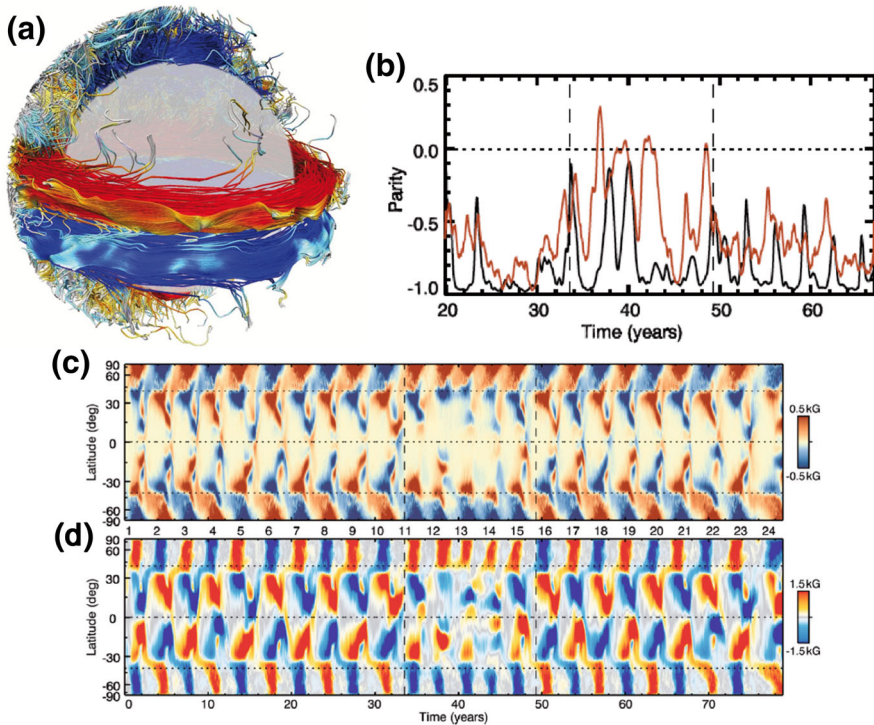 (a)
(b)
0.5
0.0
-0.5
-1.0
Parity
20 30 40 50 60
Time (years)
(c)
90
60
30
0
-30
-60
-90
Latitude (deg)
0.5kG
-0.5kG
1 2 3 4 5 6 7 8 9 10 11 12 13 14 15 16 17 18 19 20 21 22 23 24
(d)
90
60
30
0
-30
-60
-90
Latitude (deg)
1.5kG
-1.5kG
0 10 20 30 40 50 60 70
Time (years)